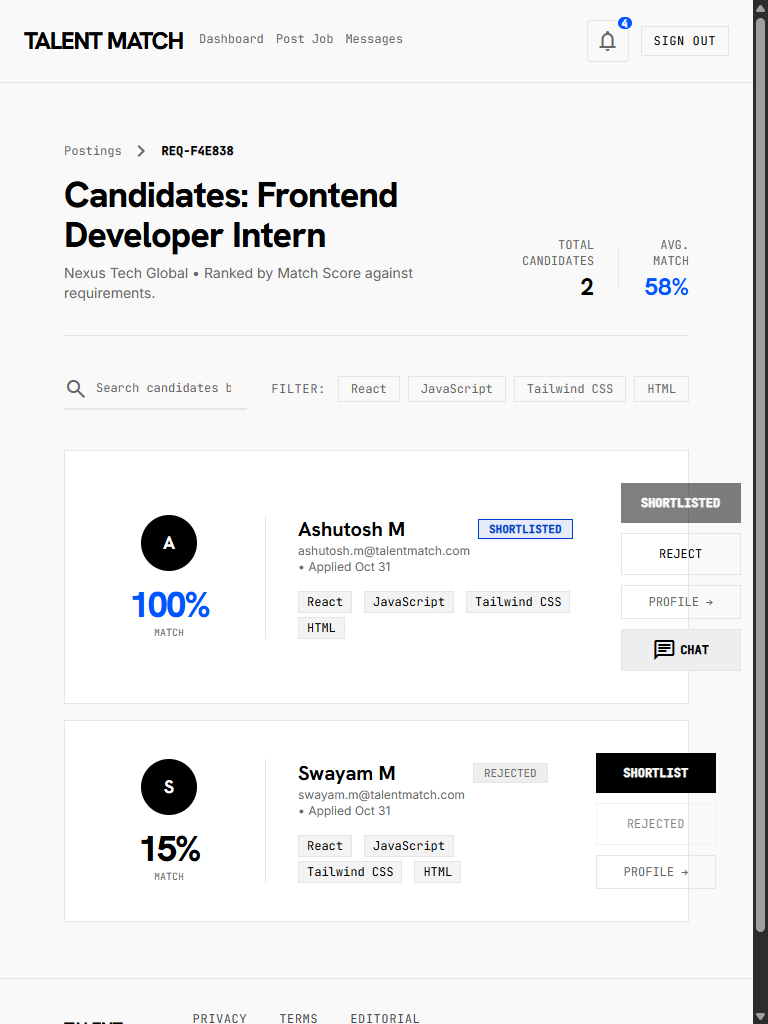 TALENT MATCH Dashboard Post Job Messages 4 SIGN OUT
Postings > REQ-F4E838
Candidates: Frontend
Developer Intern
Nexus Tech Global • Ranked by Match Score against
requirements.
TOTAL
CANDIDATES
2
AVG.
MATCH
58%
Search candidates b
FILTER: React JavaScript Tailwind CSS HTML
A
100%
MATCH
Ashutosh M SHORTLISTED
ashutosh.m@talentmatch.com
• Applied Oct 31
React JavaScript Tailwind CSS
HTML
SHORTLISTED
REJECT
PROFILE →
CHAT
S
15%
MATCH
Swayam M REJECTED
swayam.m@talentmatch.com
• Applied Oct 31
React JavaScript
Tailwind CSS HTML
SHORTLIST
REJECTED
PROFILE →
PRIVACY TERMS EDITORIAL
TALENT